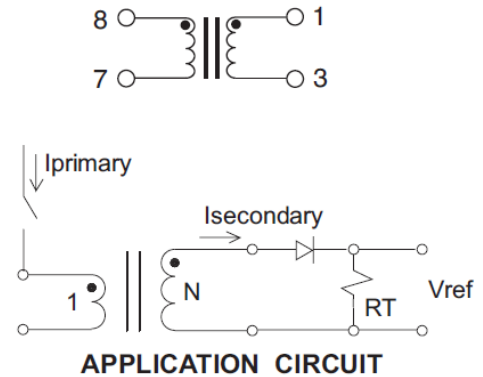 8 1
7 3
Iprimary
Isecondary
1 N RT Vref
APPLICATION CIRCUIT